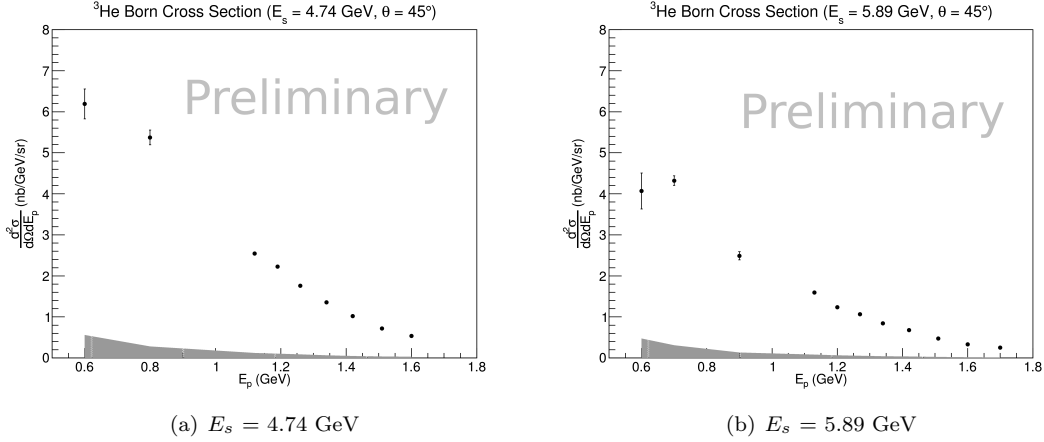 ³He Born Cross Section (E_s = 4.74 GeV, θ = 45°)
8
7
6
5
4
3
2
1
0
d²σ/dΩdE_p (nb/GeV/sr)
Preliminary
0.6 0.8 1 1.2 1.4 1.6 1.8
E_p (GeV)
(a) E_s = 4.74 GeV
³He Born Cross Section (E_s = 5.89 GeV, θ = 45°)
8
7
6
5
4
3
2
1
0
d²σ/dΩdE_p (nb/GeV/sr)
Preliminary
0.6 0.8 1 1.2 1.4 1.6 1.8
E_p (GeV)
(b) E_s = 5.89 GeV